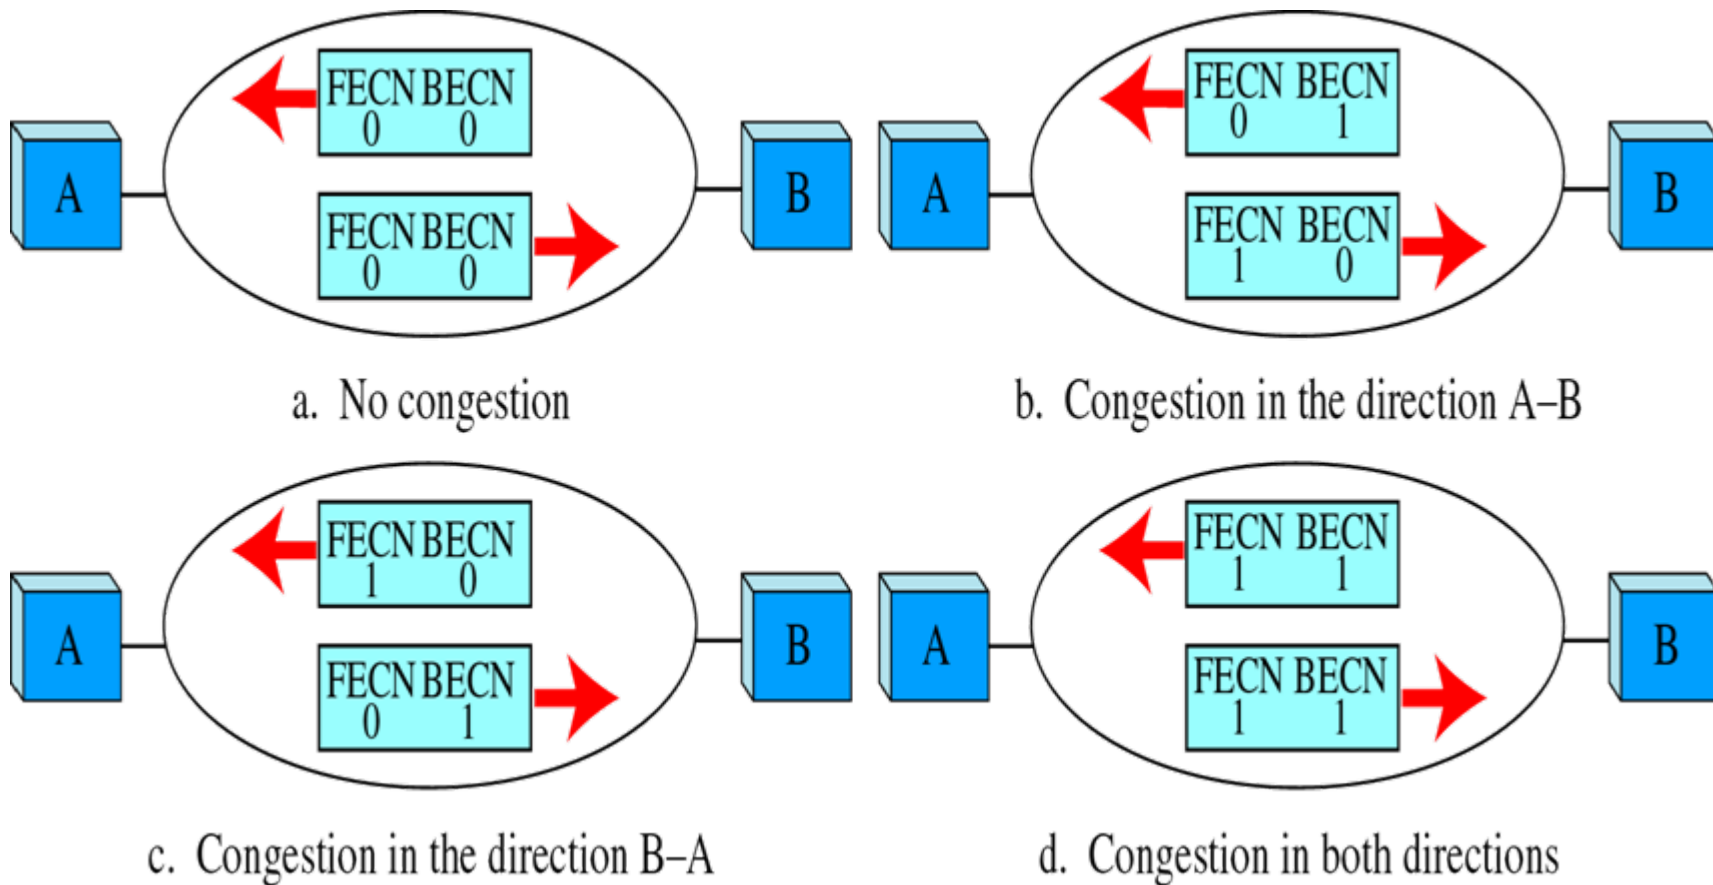 FECN BECN
0 0
A
B
FECN BECN
0 0
a. No congestion
FECN BECN
0 1
A
B
FECN BECN
1 0
b. Congestion in the direction A–B
FECN BECN
1 0
A
B
FECN BECN
0 1
c. Congestion in the direction B–A
FECN BECN
1 1
A
B
FECN BECN
1 1
d. Congestion in both directions